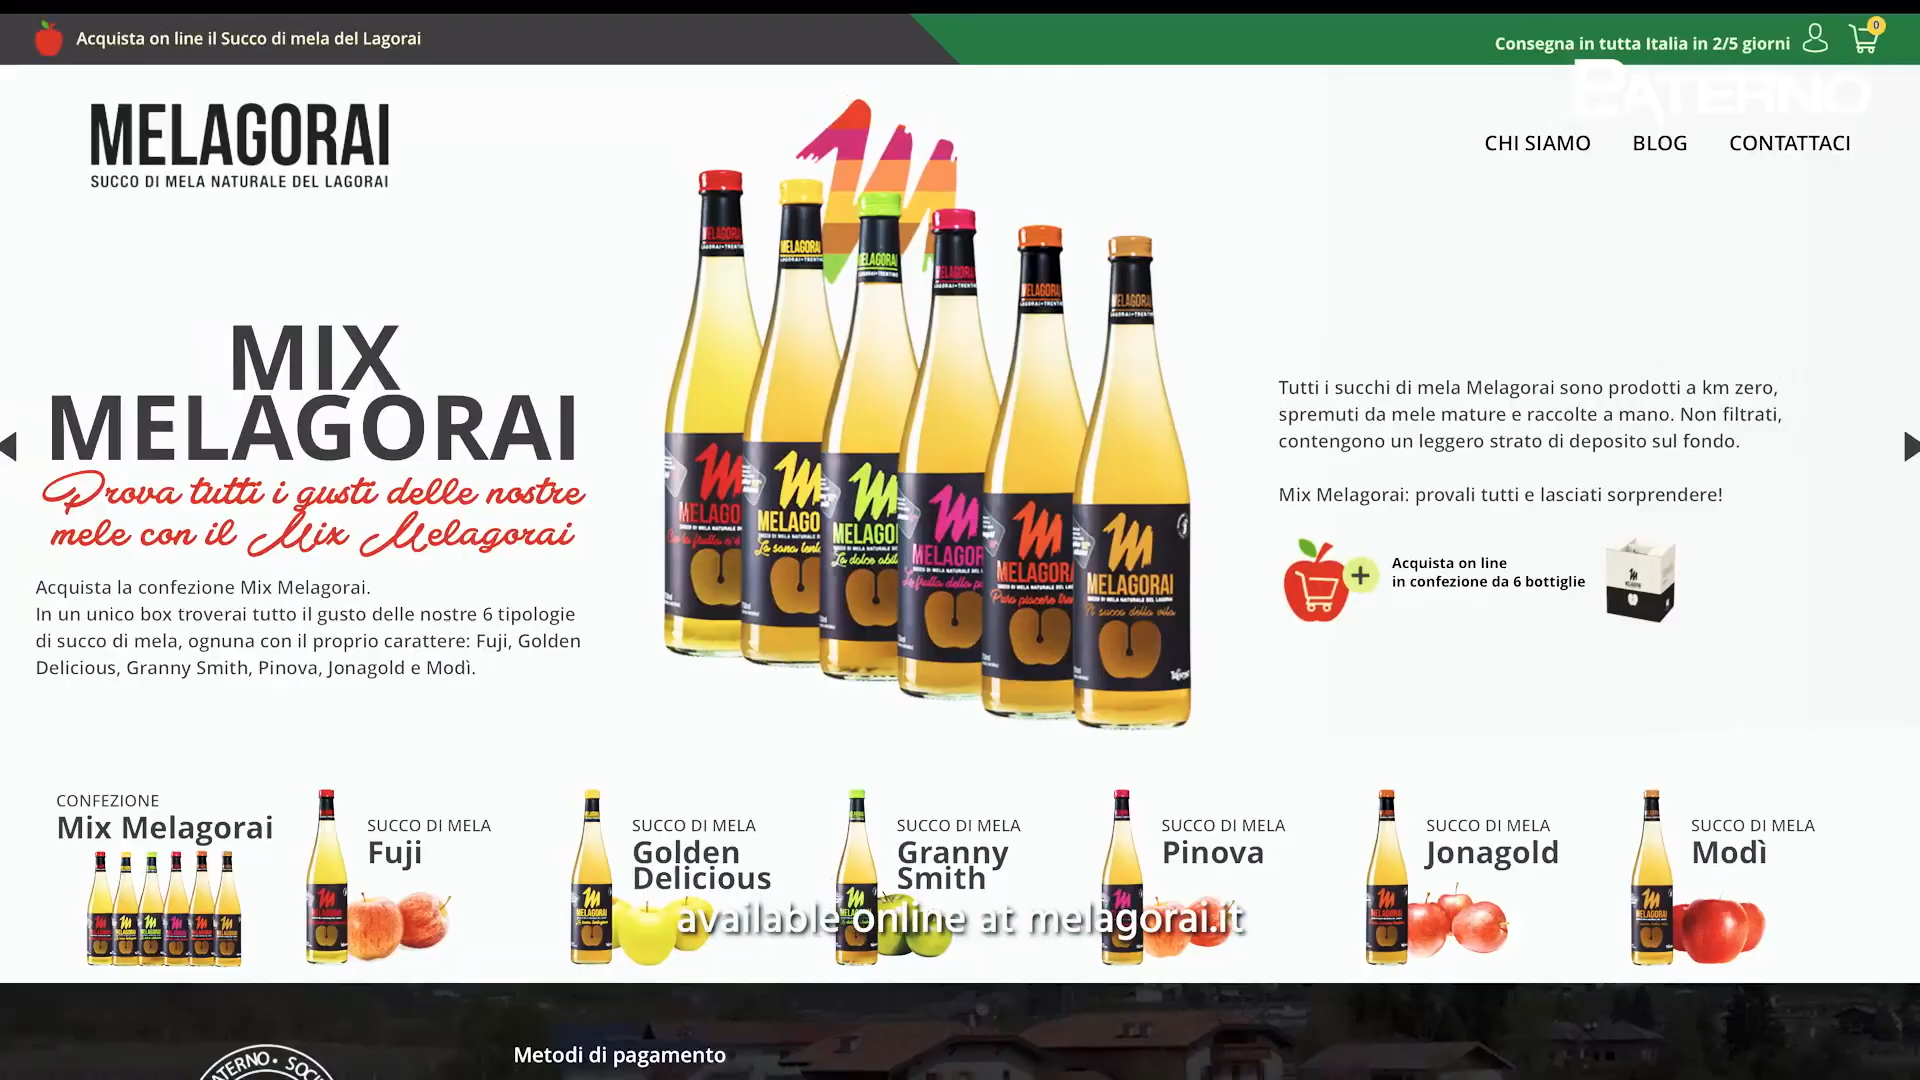 Acquista on line il Succo di mela del Lagorai
Consegna in tutta Italia in 2/5 giorni
0
PATERNO
MELAGORAI
SUCCO DI MELA NATURALE DEL LAGORAI
CHI SIAMO
BLOG
CONTATTACI
MIX
MELAGORAI
Prova tutti i gusti delle nostre
mele con il Mix Melagorai
Acquista la confezione Mix Melagorai.
In un unico box troverai tutto il gusto delle nostre 6 tipologie
di succo di mela, ognuna con il proprio carattere: Fuji, Golden
Delicious, Granny Smith, Pinova, Jonagold e Modì.
MELAGORAI
Il succo della vita
Tutti i succhi di mela Melagorai sono prodotti a km zero,
spremuti da mele mature e raccolte a mano. Non filtrati,
contengono un leggero strato di deposito sul fondo.
Mix Melagorai: provali tutti e lasciati sorprendere!
Acquista on line
in confezione da 6 bottiglie
CONFEZIONE
Mix Melagorai
SUCCO DI MELA
Fuji
SUCCO DI MELA
Golden
Delicious
SUCCO DI MELA
Granny
Smith
SUCCO DI MELA
Pinova
SUCCO DI MELA
Jonagold
SUCCO DI MELA
Modì
available online at melagorai.it
Metodi di pagamento